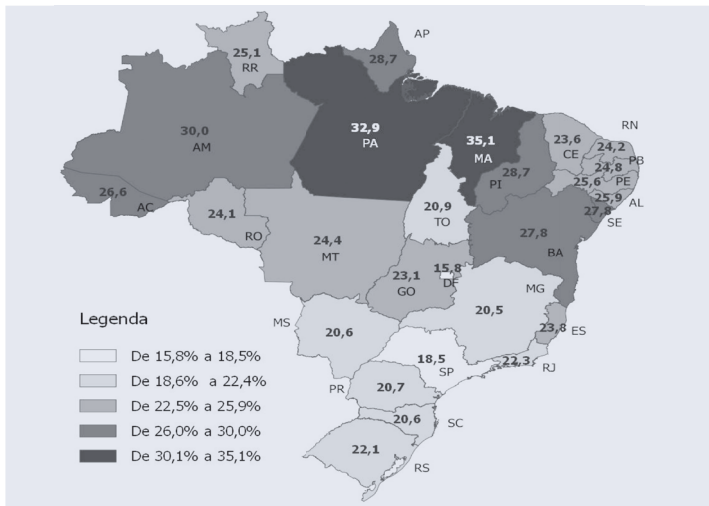 AP
25,1
RR
28,7
30,0
AM
32,9
PA
35,1
MA
23,6
CE
RN
24,2
PB
24,8
PE
25,6
28,7
PI
25,9
AL
27,8
SE
26,6
AC
20,9
TO
24,1
RO
24,4
MT
27,8
BA
23,1
GO
15,8
DF
MG
20,5
23,8
ES
MS
20,6
18,5
SP
22,3
RJ
PR
20,7
20,6
SC
22,1
RS
Legenda
De 15,8% a 18,5%
De 18,6% a 22,4%
De 22,5% a 25,9%
De 26,0% a 30,0%
De 30,1% a 35,1%